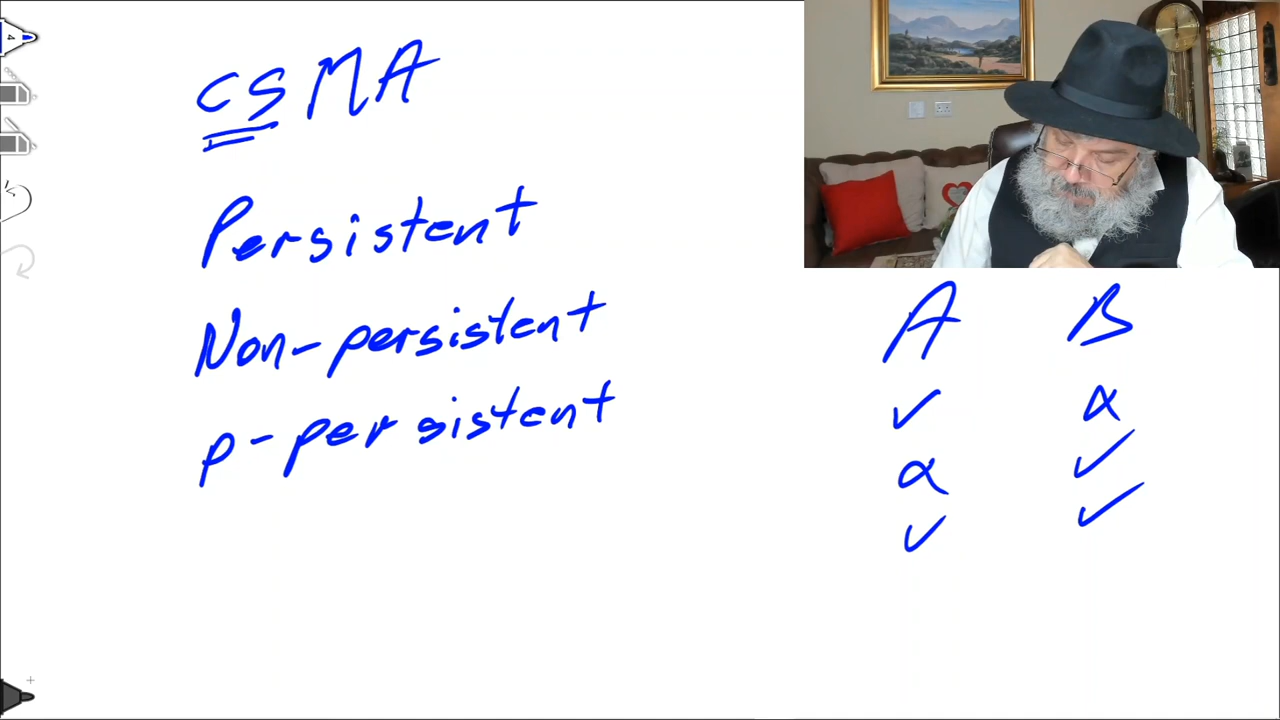 CSMA
Persistent
Non-persistent
p-persistent
A B
✓ α
α ✓
✓ ✓